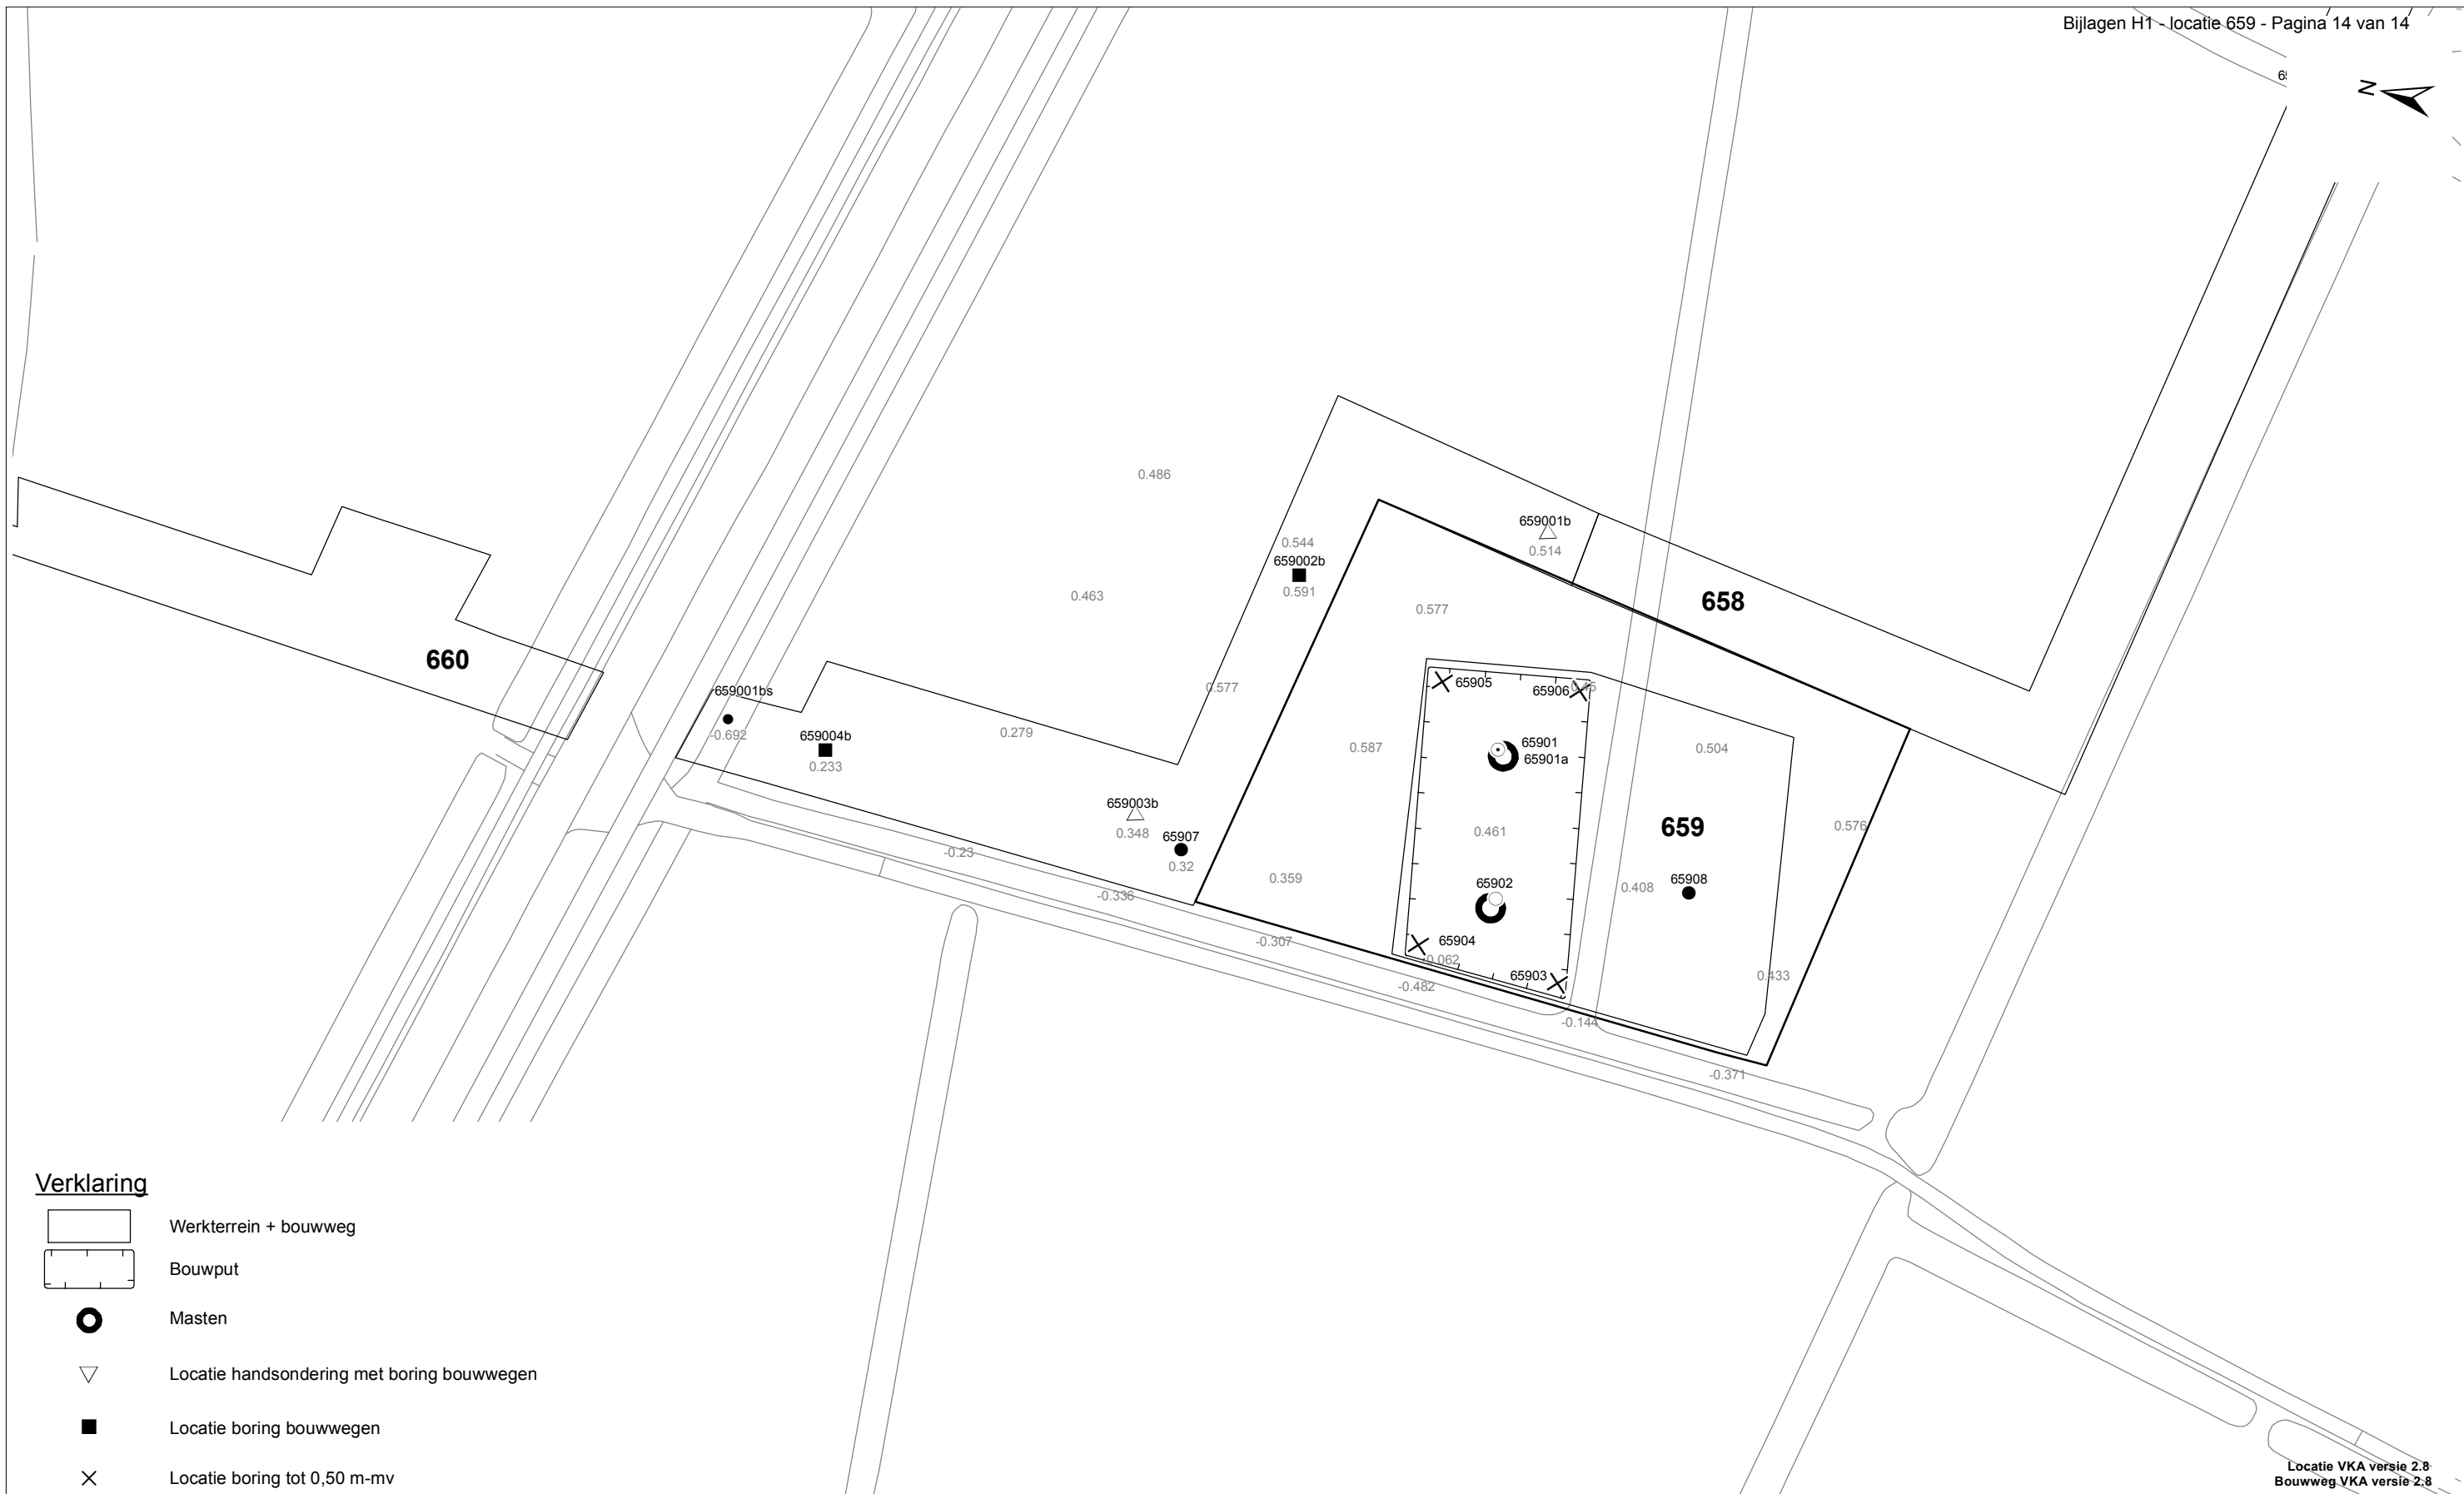 Bijlagen H1 - locatie 659 - Pagina 14 van 14
N
0.486
659001b
0.514
0.544
659002b
0.591
0.463
0.577
658
660
0.577
659001bs
-0.692
659004b
0.233
0.279
65905
65906
0.45
0.587
65901
65901a
0.504
659003b
0.348
65907
0.32
0.461
659
0.576
-0.23
-0.336
0.359
65902
0.408
65908
-0.307
65904
0.062
65903
-0.482
0.433
-0.144
-0.371
Verklaring
Werkterrein + bouwweg
Bouwput
Masten
Locatie handsondering met boring bouwwegen
Locatie boring bouwwegen
Locatie boring tot 0,50 m-mv
Locatie VKA versie 2.8
Bouwweg VKA versie 2.8